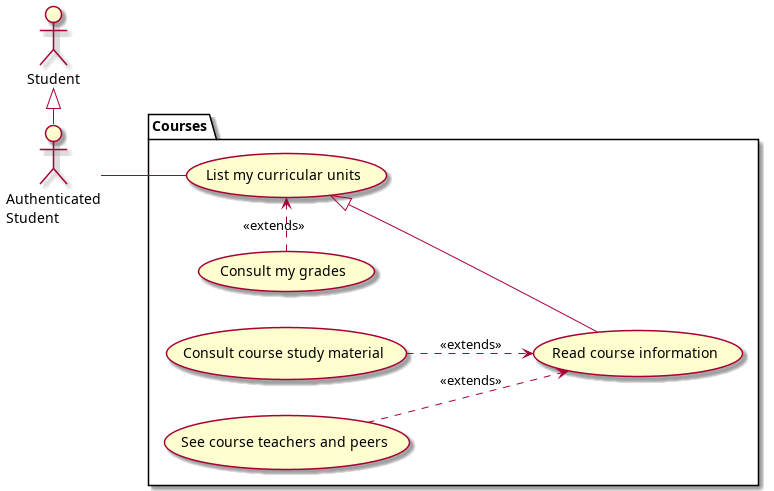 Student
Courses
Authenticated
Student
List my curricular units
«extends»
Consult my grades
Consult course study material
«extends»
Read course information
«extends»
See course teachers and peers